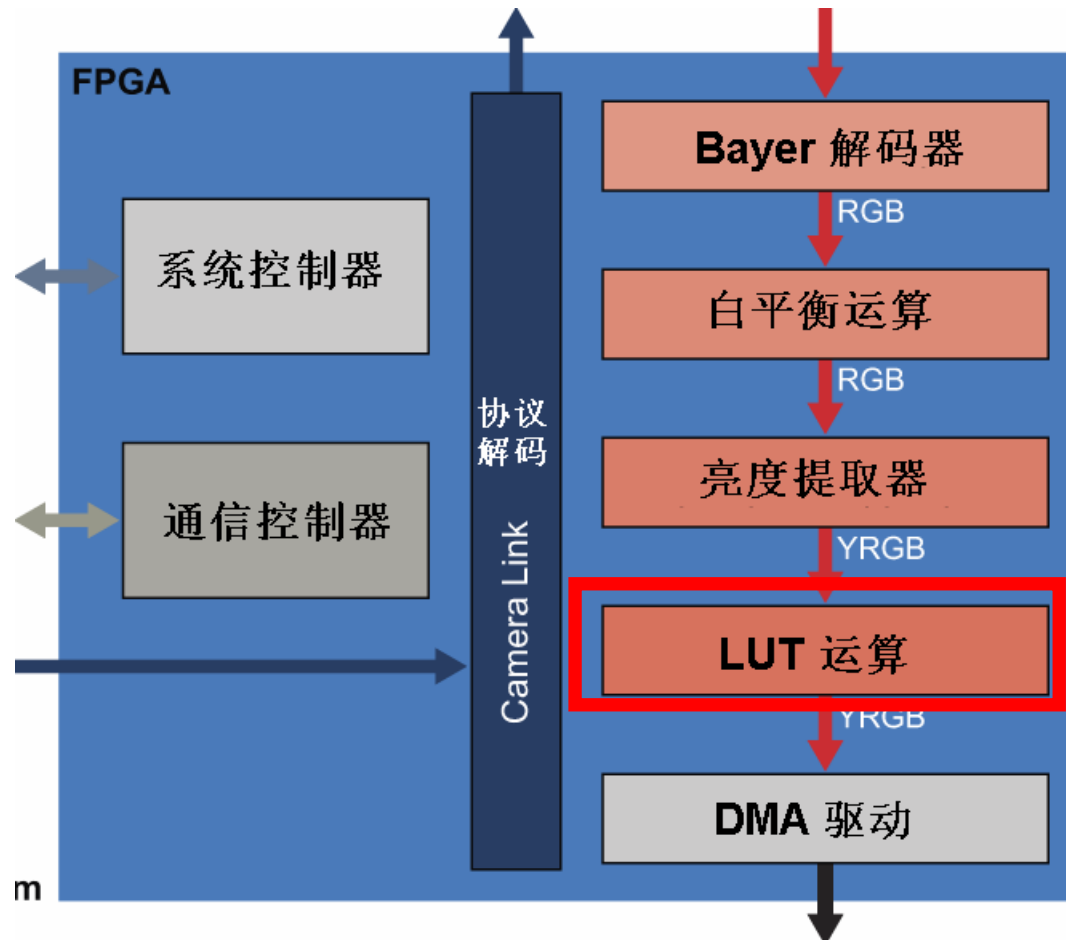 FPGA
Bayer 解码器
RGB
系统控制器
白平衡运算
RGB
协议
解码
Camera Link
通信控制器
亮度提取器
YRGB
LUT 运算
YRGB
DMA 驱动
m